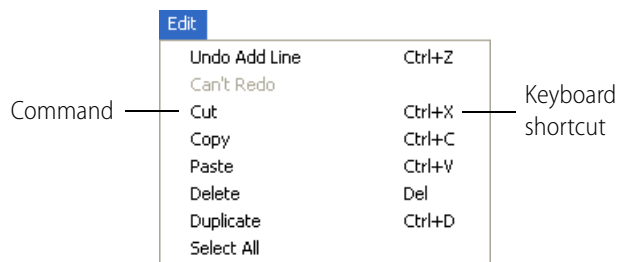 Edit
Undo Add Line Ctrl+Z
Can't Redo
Command Cut Ctrl+X Keyboard shortcut
Copy Ctrl+C
Paste Ctrl+V
Delete Del
Duplicate Ctrl+D
Select All